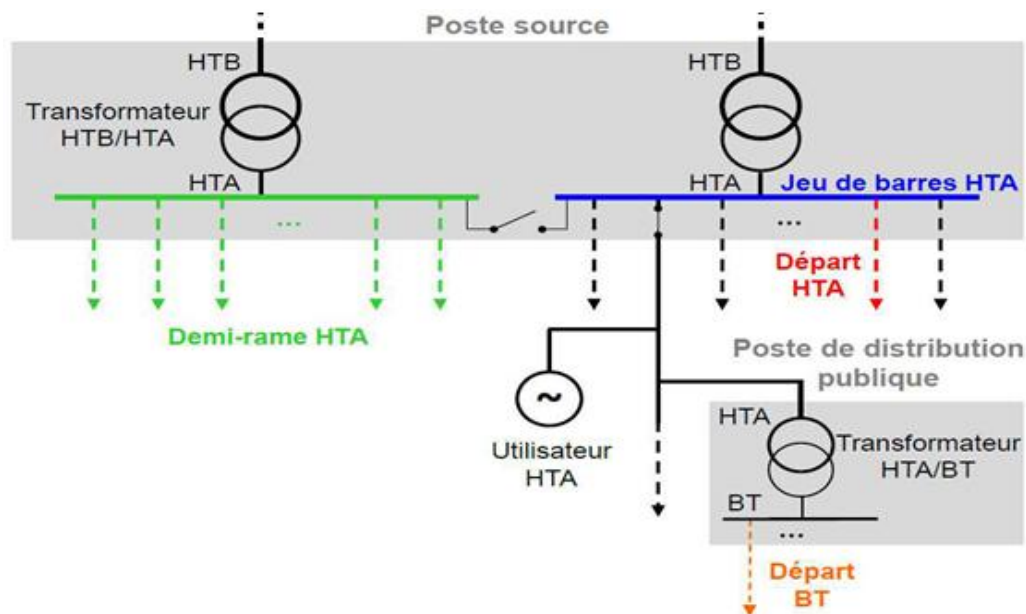 Poste source
HTB
HTB
Transformateur
HTB/HTA
HTA
HTA
Jeu de barres HTA
...
...
Départ
HTA
Demi-rame HTA
Poste de distribution
publique
~
HTA
Transformateur
HTA/BT
Utilisateur
HTA
BT
...
Départ
BT